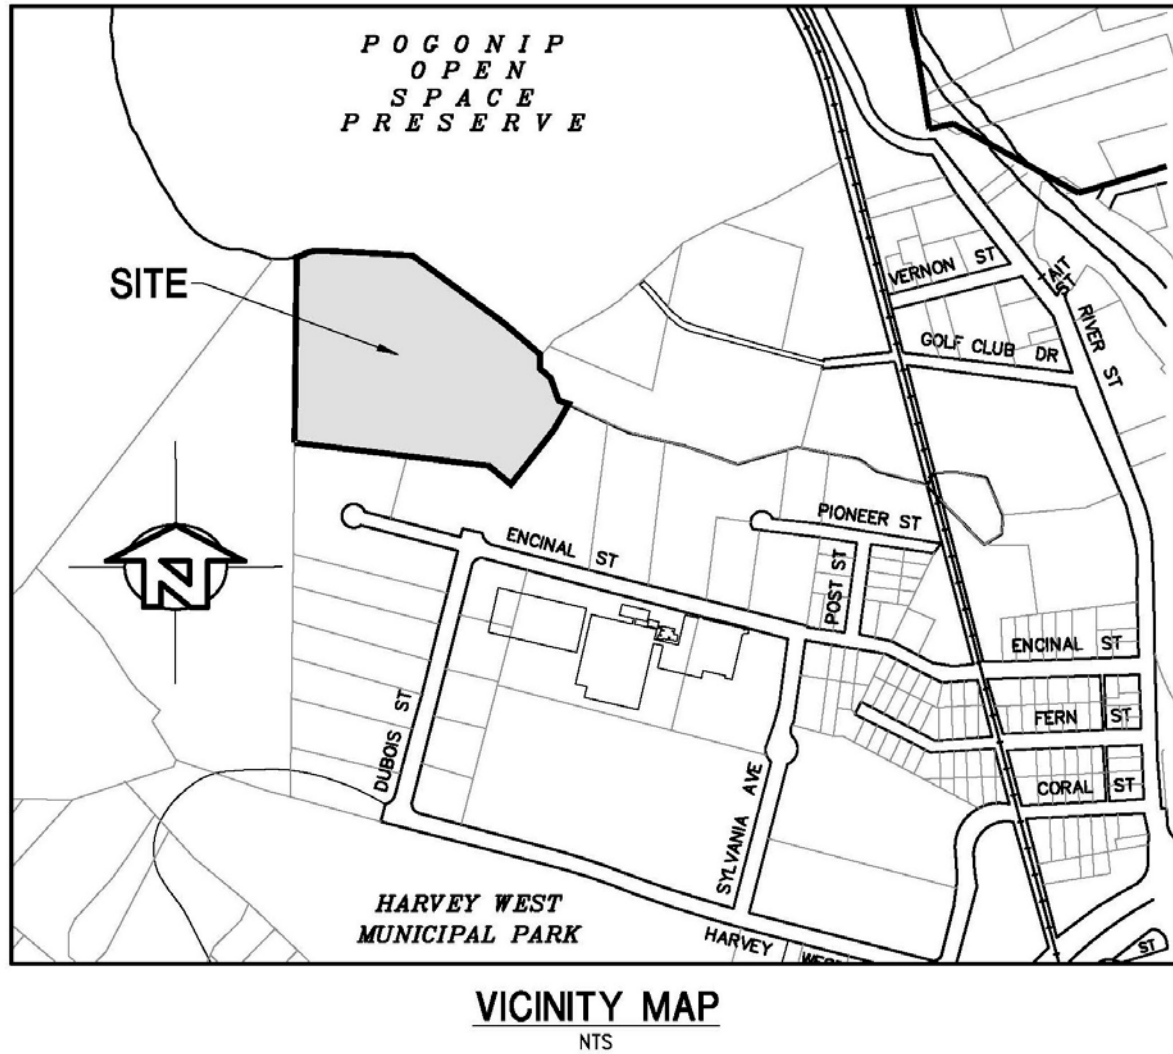 POGONIP
OPEN
SPACE
PRESERVE
SITE
VERNON ST
TAIT
ST
RIVER ST
GOLF CLUB DR
N
PIONEER ST
ENCINAL ST
POST ST
ENCINAL ST
DUBOIS ST
FERN ST
CORAL ST
SYLVANIA AVE
HARVEY WEST
MUNICIPAL PARK
HARVEY
ST
VICINITY MAP
NTS